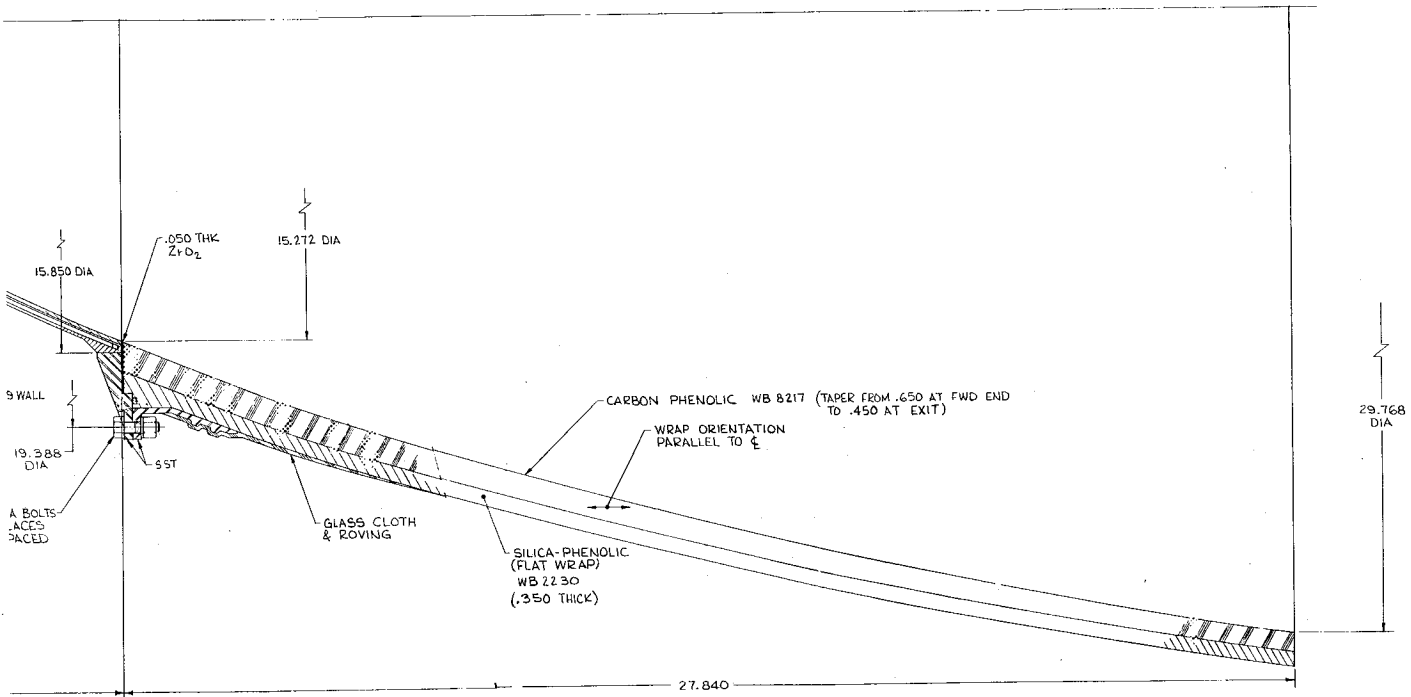 .050 THK
ZrO2
15.272 DIA
15.850 DIA
9 WALL
19.388
DIA
SST
A BOLTS
ACES
PACED
GLASS CLOTH
& ROVING
CARBON PHENOLIC WB 8217 (TAPER FROM .650 AT FWD END
TO .450 AT EXIT)
WRAP ORIENTATION
PARALLEL TO ℄
SILICA-PHENOLIC
(FLAT WRAP)
WB 2230
(.350 THICK)
29.768
DIA
27.840